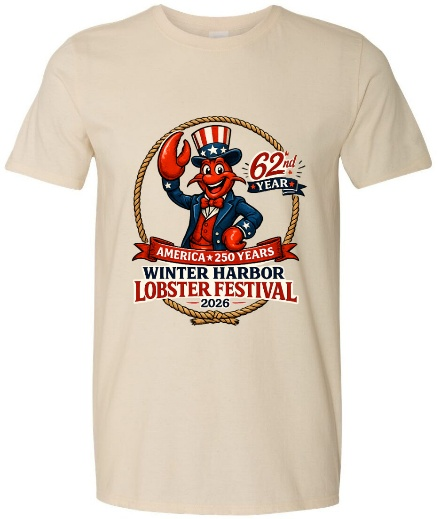 62nd
YEAR
AMERICA ★ 250 YEARS
WINTER HARBOR
LOBSTER FESTIVAL
2026